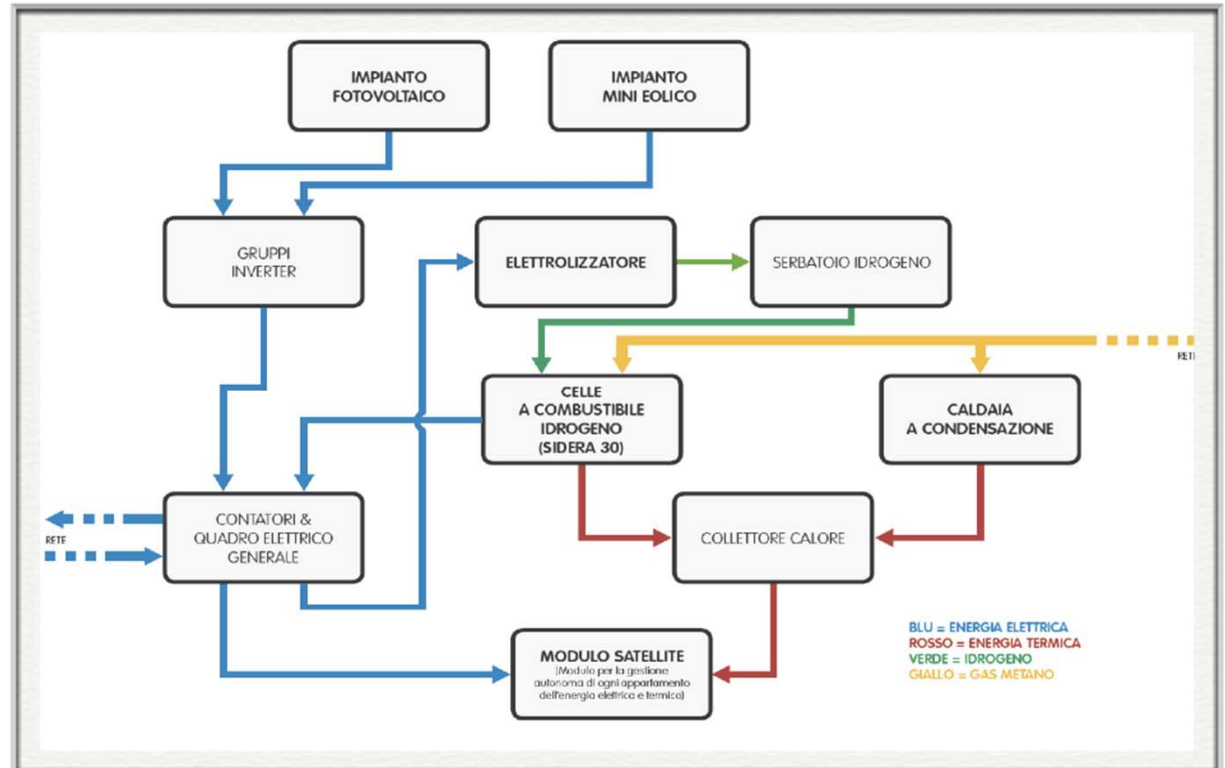 IMPIANTO
FOTOVOLTAICO
IMPIANTO
MINI EOLICO
GRUPPI
INVERTER
ELETTROLIZZATORE
SERBATOIO IDROGENO
CELLE
A COMBUSTIBILE
IDROGENO
(SIDERA 30)
CALDAIA
A CONDENSAZIONE
CONTATORI &
QUADRO ELETTRICO
GENERALE
RETE
COLLETTORE CALORE
MODULO SATELLITE
(Modulo per la gestione
autonoma di ogni appartamento
dell'energia elettrica e termica)
BLU = ENERGIA ELETTRICA
ROSSO = ENERGIA TERMICA
VERDE = IDROGENO
GIALLO = GAS METANO